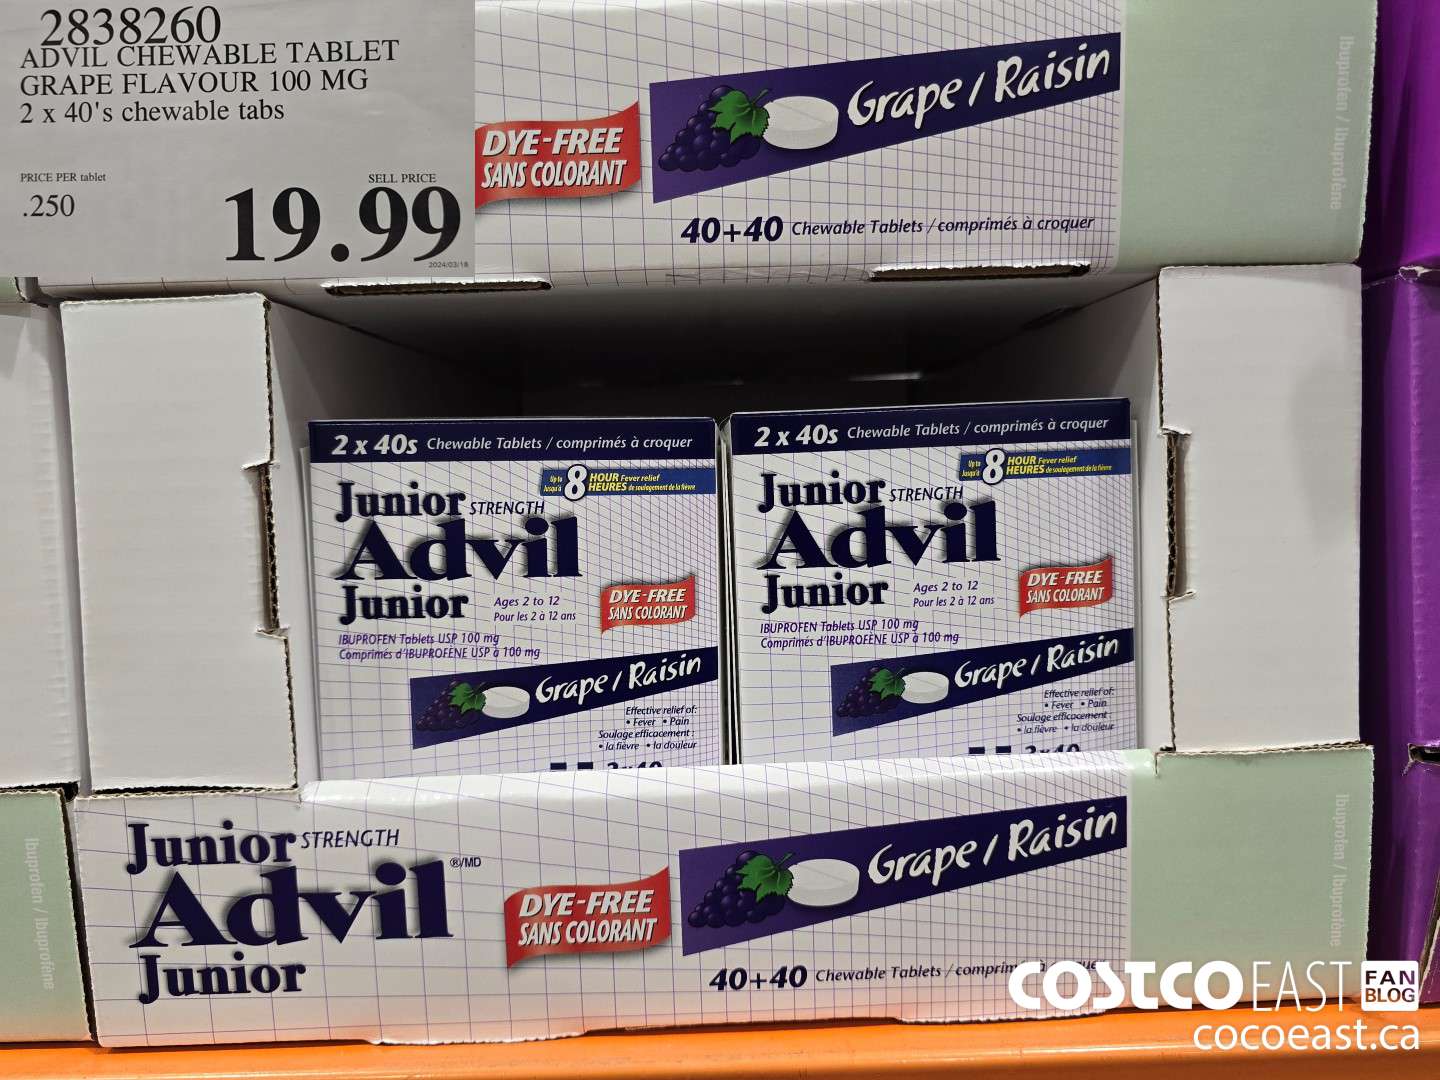 2838260
ADVIL CHEWABLE TABLET
GRAPE FLAVOUR 100 MG
2 x 40's chewable tabs
PRICE PER tablet
.250
SELL PRICE
19.99
2024/03/18
DYE-FREE
SANS COLORANT
Grape / Raisin
40+40 Chewable Tablets / comprimés à croquer
Ibuprofen / Ibuprofène
2 x 40s Chewable Tablets / comprimés à croquer
Up to
Jusqu'à
8
HOUR Fever relief
HEURES de soulagement de la fièvre
Junior STRENGTH
Advil
Junior
Ages 2 to 12
Pour les 2 à 12 ans
DYE-FREE
SANS COLORANT
IBUPROFEN Tablets USP 100 mg
Comprimés d'IBUPROFÈNE USP à 100 mg
Grape / Raisin
Effective relief of:
• Fever • Pain
Soulage efficacement :
• la fièvre • la douleur
2x40
2 x 40s Chewable Tablets / comprimés à croquer
Up to
Jusqu'à
8
HOUR Fever relief
HEURES de soulagement de la fièvre
Junior STRENGTH
Advil
Junior
Ages 2 to 12
Pour les 2 à 12 ans
DYE-FREE
SANS COLORANT
IBUPROFEN Tablets USP 100 mg
Comprimés d'IBUPROFÈNE USP à 100 mg
Grape / Raisin
Effective relief of:
• Fever • Pain
Soulage efficacement :
• la fièvre • la douleur
2x40
Ibuprofen / Ibuprofène
Junior STRENGTH
Advil ®/MD
Junior
DYE-FREE
SANS COLORANT
Grape / Raisin
40+40 Chewable Tablets / comprimés à croquer
Ibuprofen / Ibuprofène
COSTCO EAST FAN BLOG
cocoeast.ca